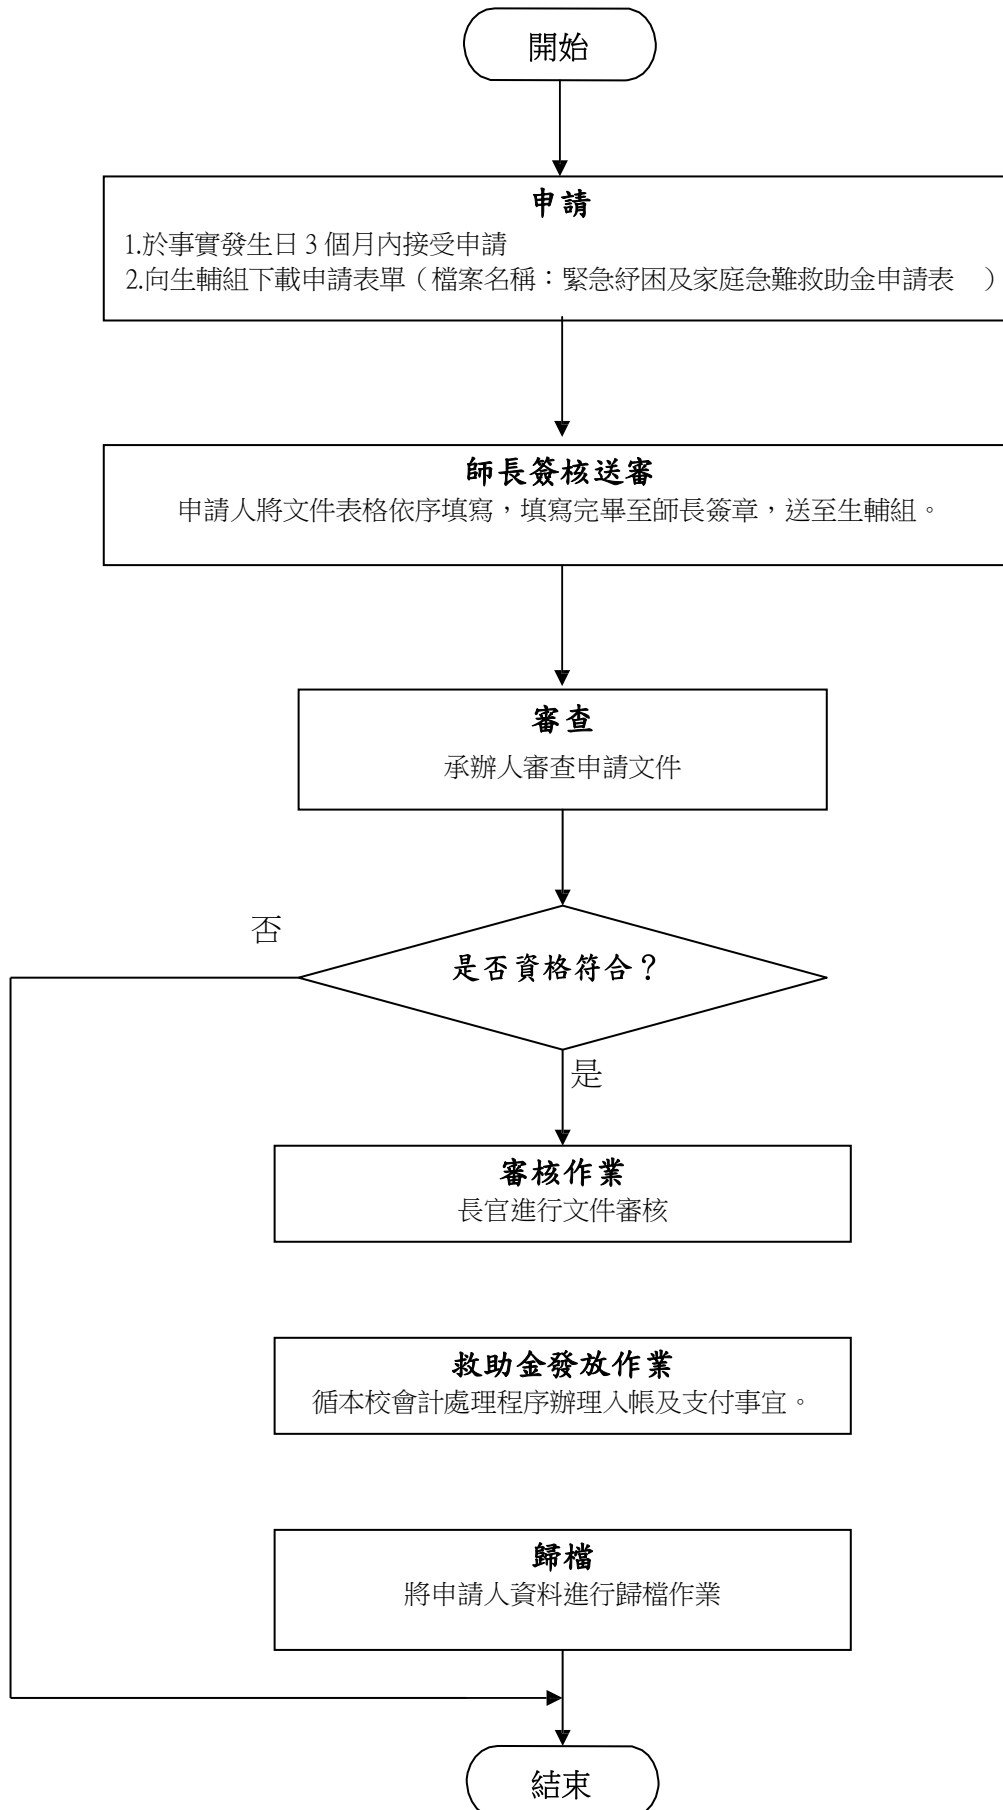 開始
申請
1.於事實發生日 3 個月內接受申請
2.向生輔組下載申請表單（檔案名稱：緊急紓困及家庭急難救助金申請表　）
師長簽核送審
申請人將文件表格依序填寫，填寫完畢至師長簽章，送至生輔組。
審查
承辦人審查申請文件
否
是否資格符合？
是
審核作業
長官進行文件審核
救助金發放作業
循本校會計處理程序辦理入帳及支付事宜。
歸檔
將申請人資料進行歸檔作業
結束